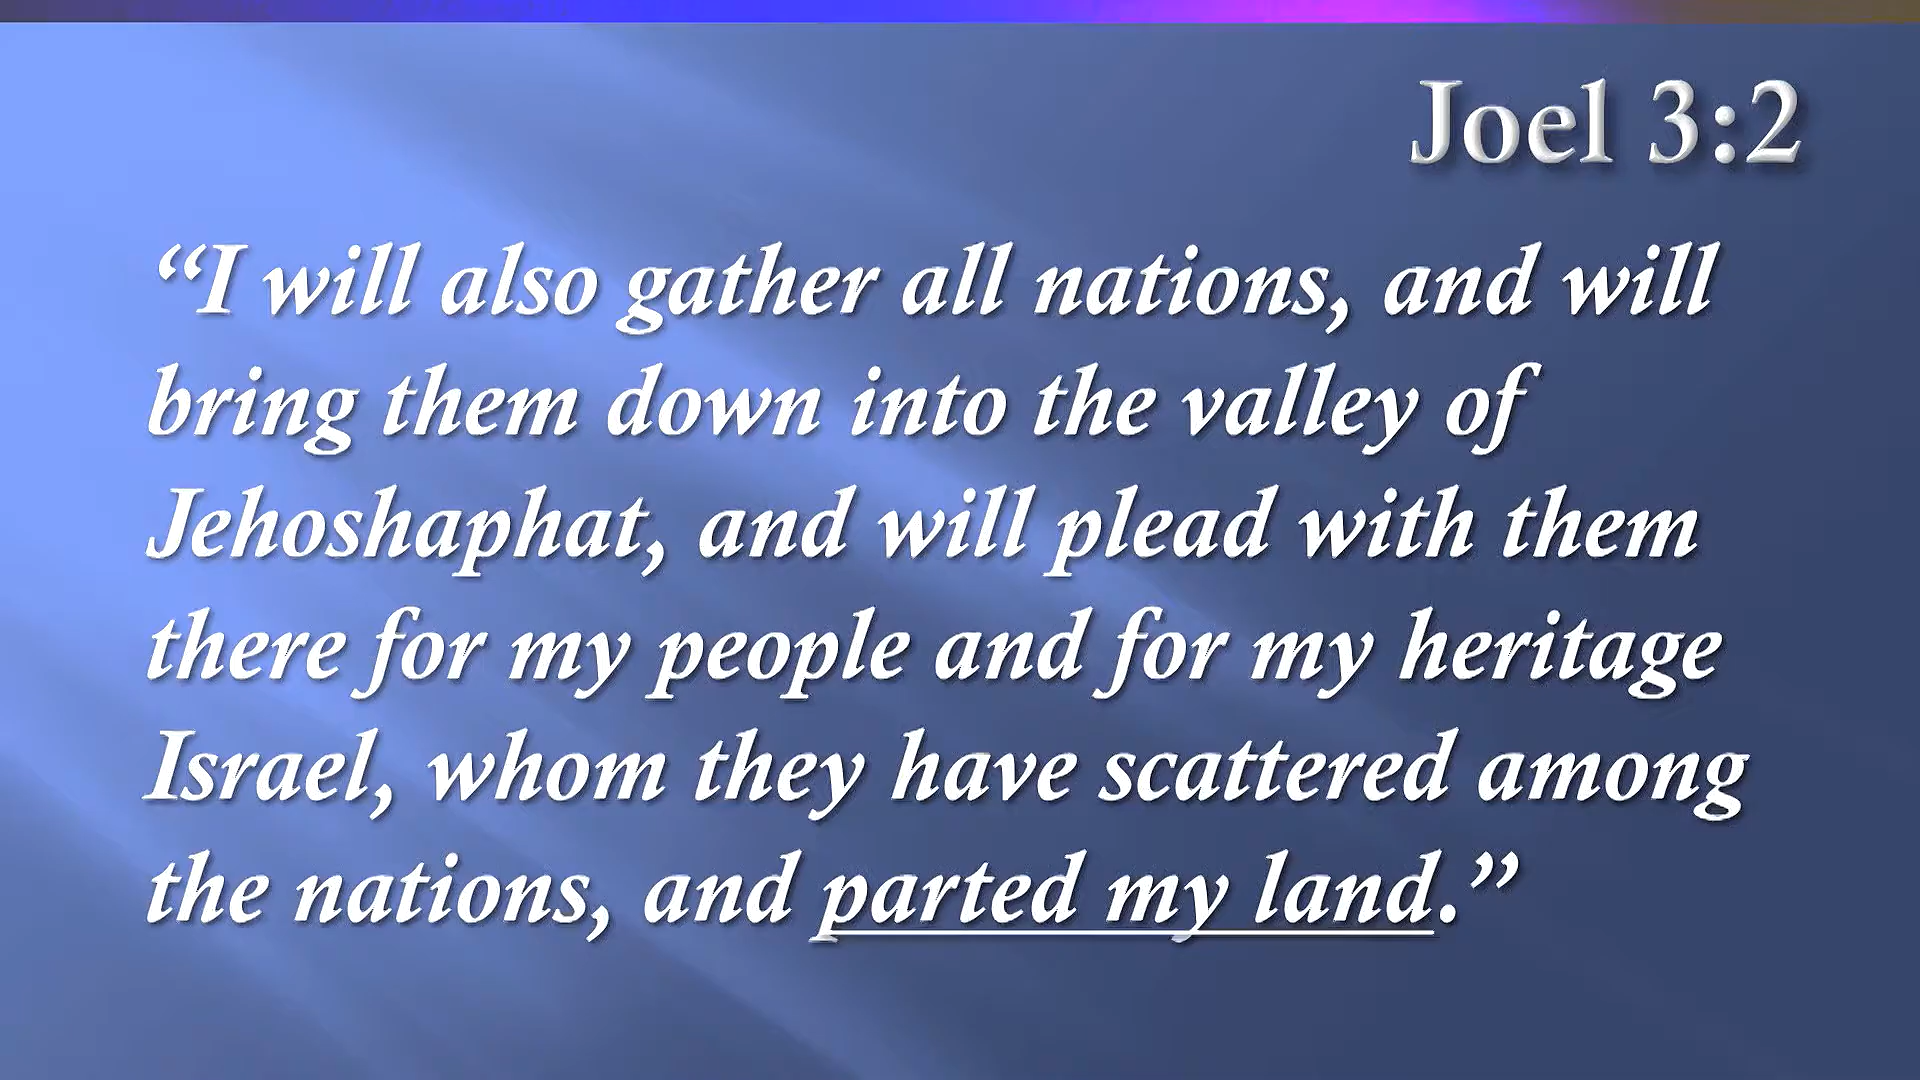 Joel 3:2
“I will also gather all nations, and will
bring them down into the valley of
Jehoshaphat, and will plead with them
there for my people and for my heritage
Israel, whom they have scattered among
the nations, and parted my land.”